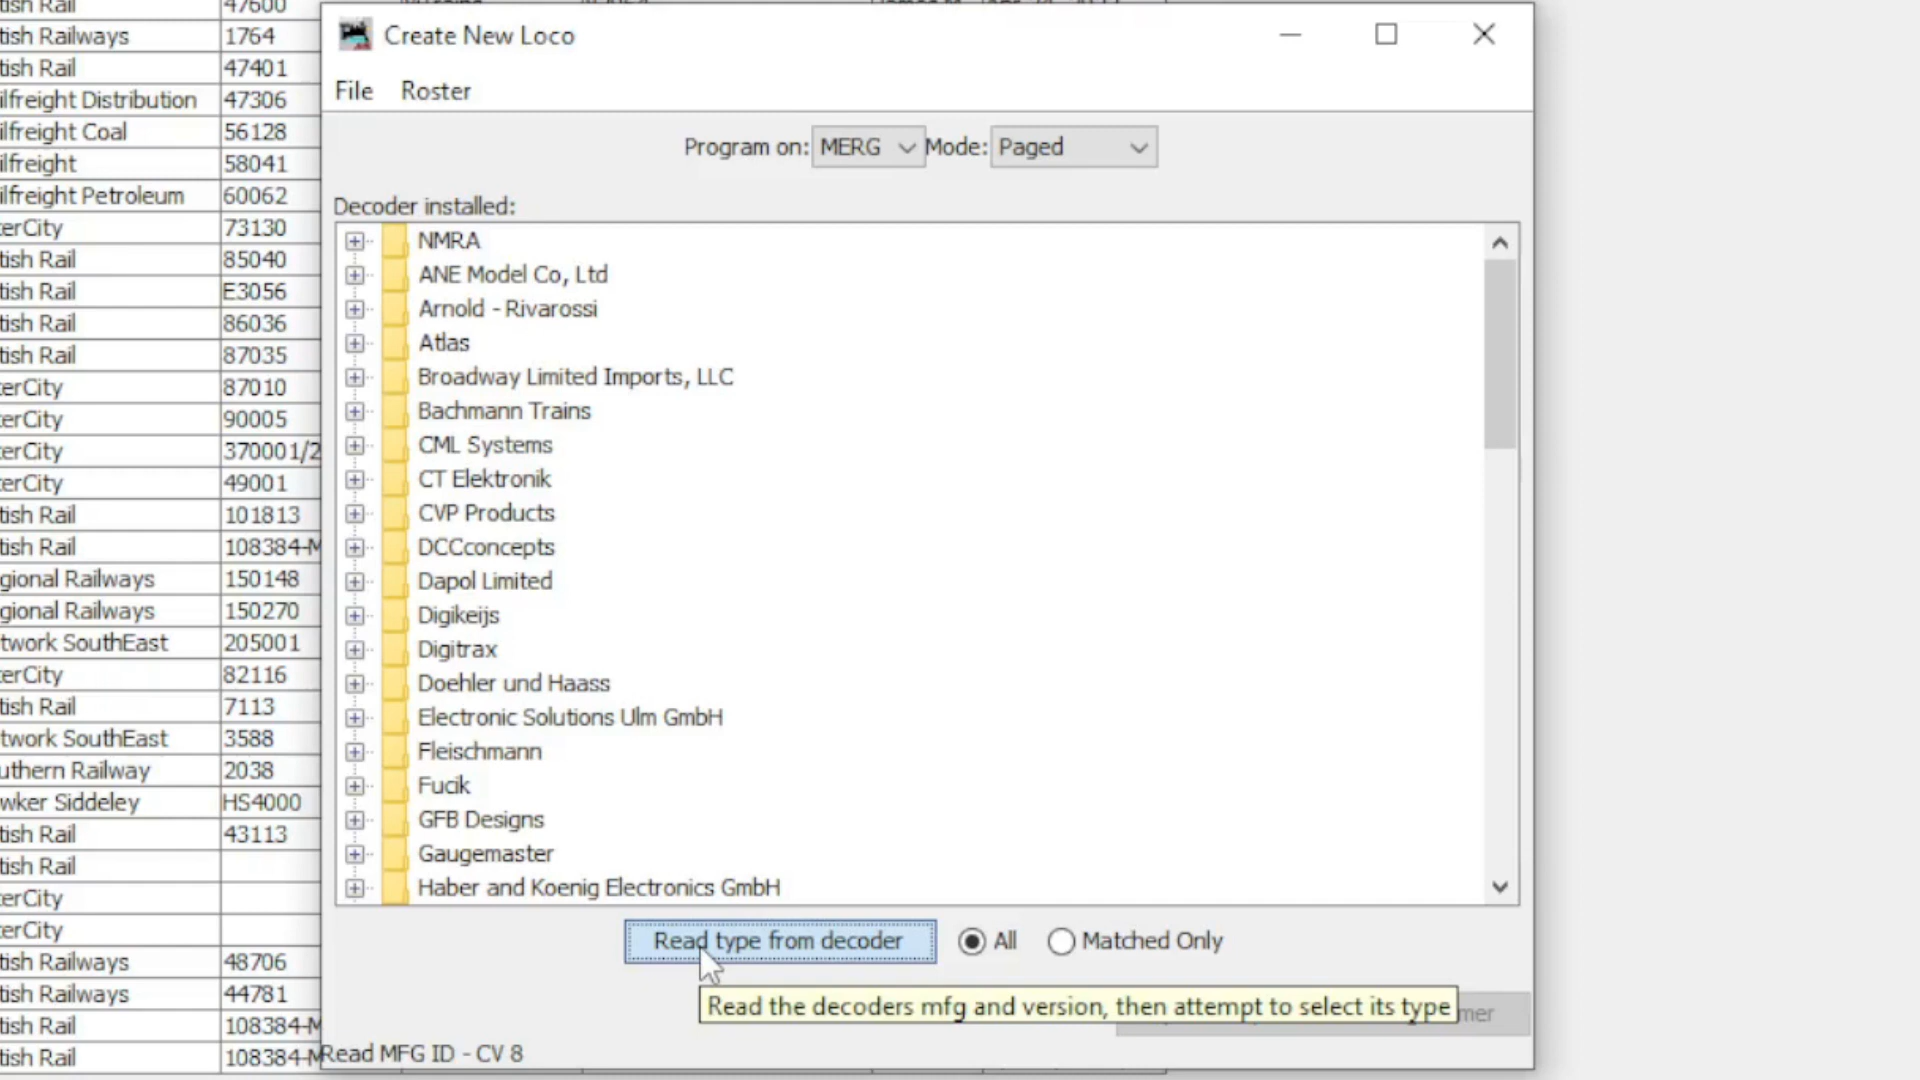 Create New Loco
File Roster
Program on: MERG Mode: Paged
Decoder installed:
NMRA
ANE Model Co, Ltd
Arnold - Rivarossi
Atlas
Broadway Limited Imports, LLC
Bachmann Trains
CML Systems
CT Elektronik
CVP Products
DCCconcepts
Dapol Limited
Digikeijs
Digitrax
Doehler und Haass
Electronic Solutions Ulm GmbH
Fleischmann
Fucik
GFB Designs
Gaugemaster
Haber and Koenig Electronics GmbH
Read type from decoder All Matched Only
Read the decoders mfg and version, then attempt to select its type
mer
Read MFG ID - CV 8
tish Rail 47600
tish Railways 1764
tish Rail 47401
ilfreight Distribution 47306
ilfreight Coal 56128
ilfreight 58041
ilfreight Petroleum 60062
erCity 73130
tish Rail 85040
tish Rail E3056
tish Rail 86036
tish Rail 87035
erCity 87010
erCity 90005
erCity 370001/2
erCity 49001
tish Rail 101813
tish Rail 108384-M
gional Railways 150148
gional Railways 150270
twork SouthEast 205001
erCity 82116
tish Rail 7113
twork SouthEast 3588
uthern Railway 2038
wker Siddeley HS4000
tish Rail 43113
tish Rail
erCity
erCity
tish Railways 48706
tish Railways 44781
tish Rail 108384-M
tish Rail 108384-M